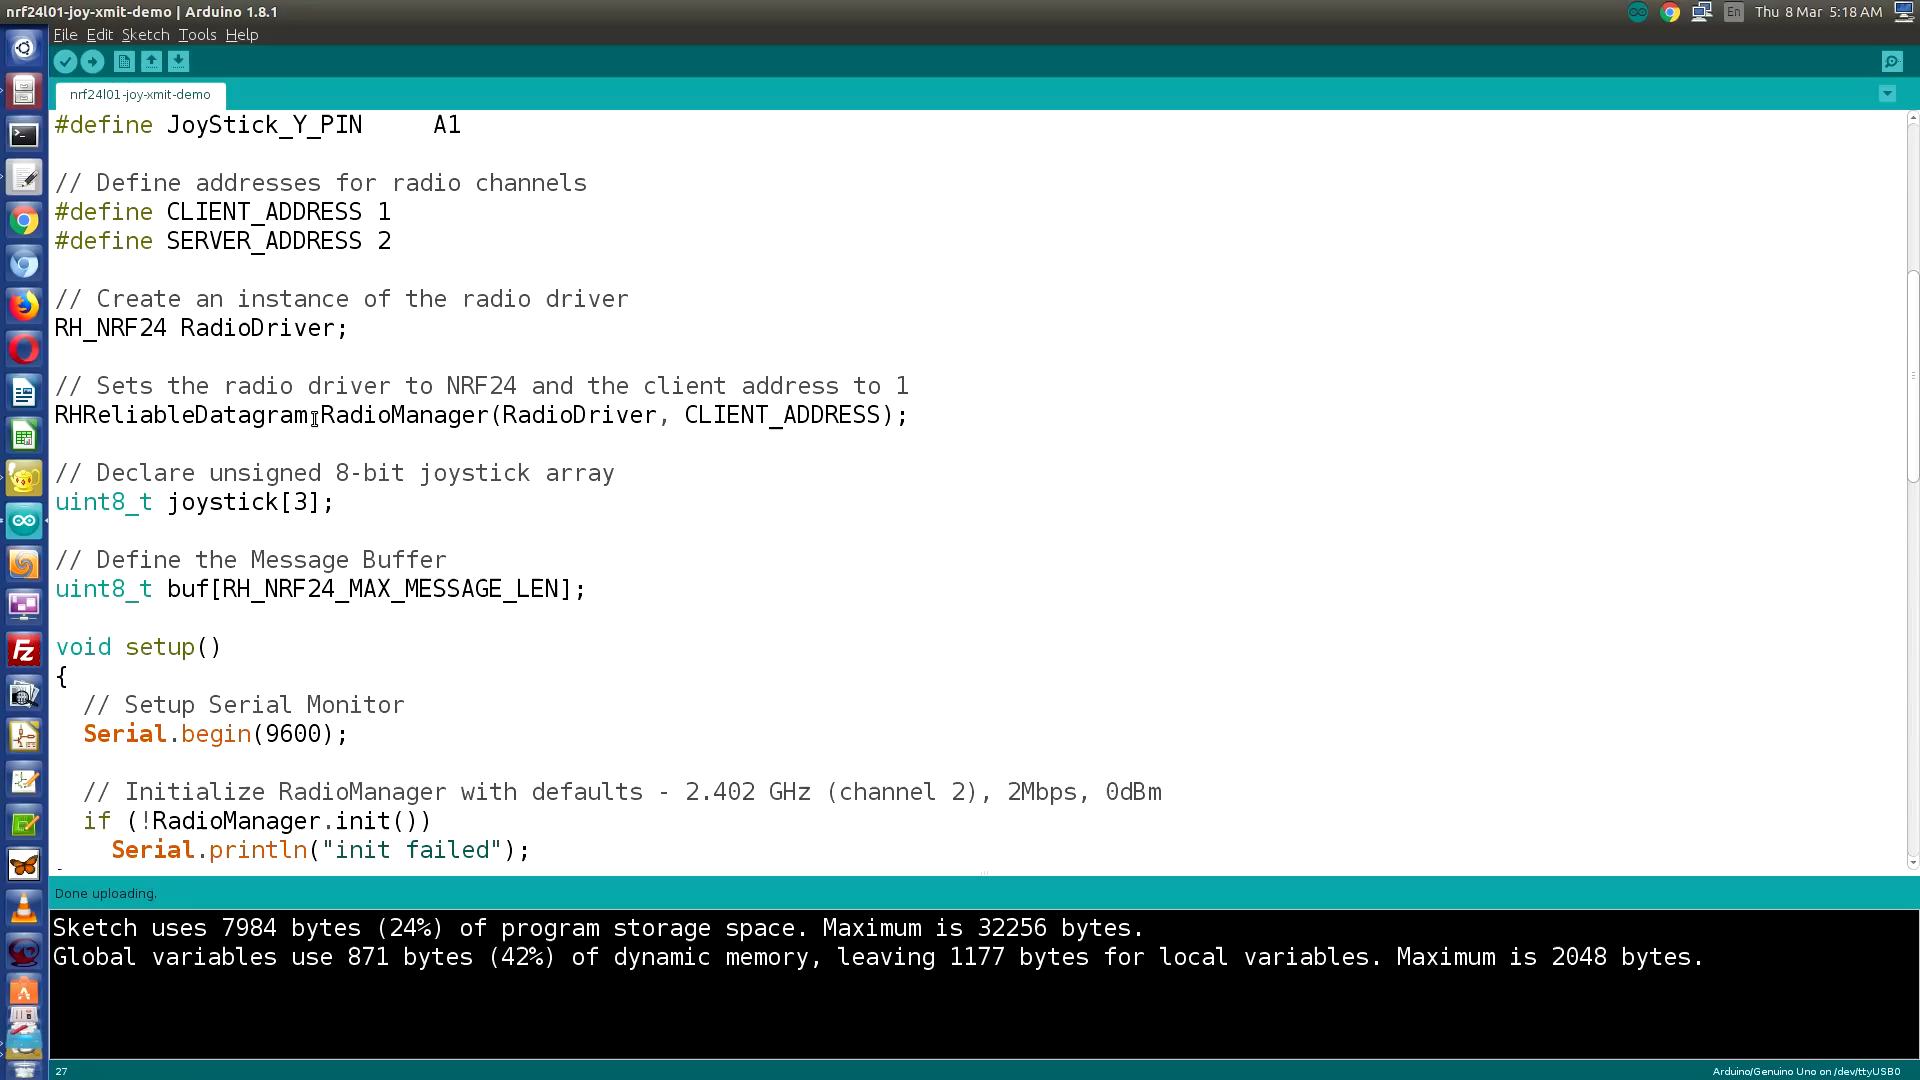 nrf24l01-joy-xmit-demo | Arduino 1.8.1
En
Thu 8 Mar 5:18 AM
File Edit Sketch Tools Help
nrf24l01-joy-xmit-demo
#define JoyStick_Y_PIN     A1
// Define addresses for radio channels
#define CLIENT_ADDRESS 1
#define SERVER_ADDRESS 2
// Create an instance of the radio driver
RH_NRF24 RadioDriver;
// Sets the radio driver to NRF24 and the client address to 1
RHReliableDatagram RadioManager(RadioDriver, CLIENT_ADDRESS);
// Declare unsigned 8-bit joystick array
uint8_t joystick[3];
// Define the Message Buffer
uint8_t buf[RH_NRF24_MAX_MESSAGE_LEN];
void setup()
{
  // Setup Serial Monitor
  Serial.begin(9600);
  // Initialize RadioManager with defaults - 2.402 GHz (channel 2), 2Mbps, 0dBm
  if (!RadioManager.init())
    Serial.println("init failed");
Done uploading.
Sketch uses 7984 bytes (24%) of program storage space. Maximum is 32256 bytes.
Global variables use 871 bytes (42%) of dynamic memory, leaving 1177 bytes for local variables. Maximum is 2048 bytes.
27
Arduino/Genuino Uno on /dev/ttyUSB0
Fz